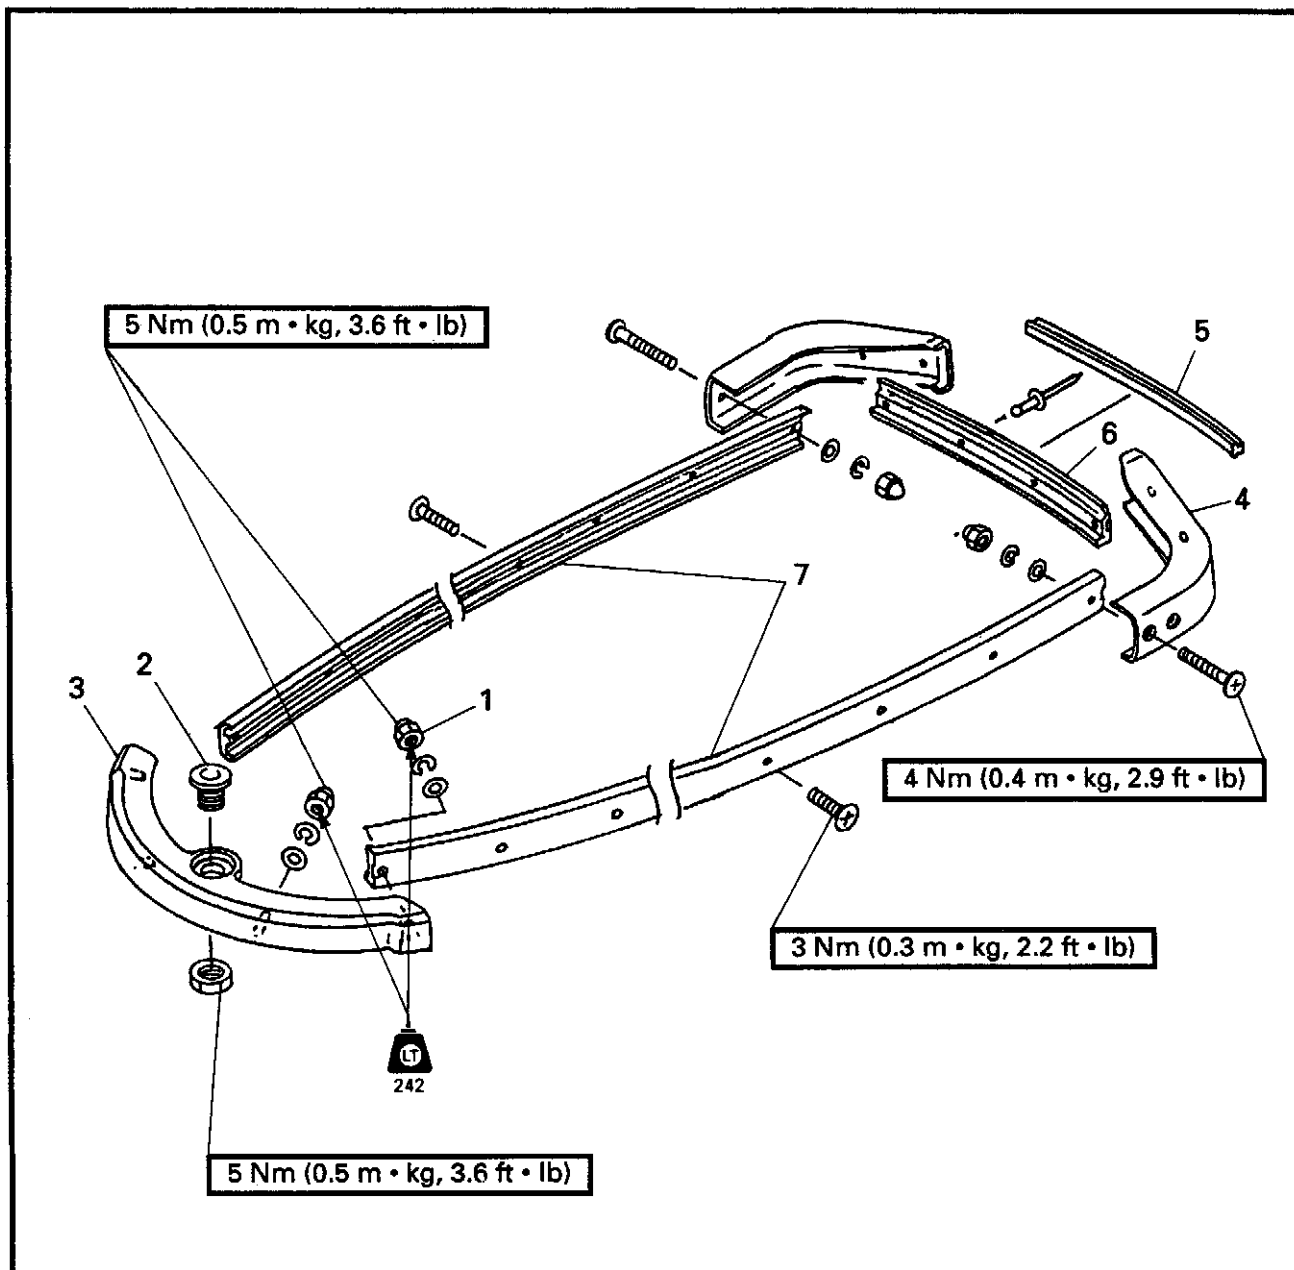 5 Nm (0.5 m • kg, 3.6 ft • lb)
5
6
4
7
2
3
1
4 Nm (0.4 m • kg, 2.9 ft • lb)
3 Nm (0.3 m • kg, 2.2 ft • lb)
LT
242
5 Nm (0.5 m • kg, 3.6 ft • lb)